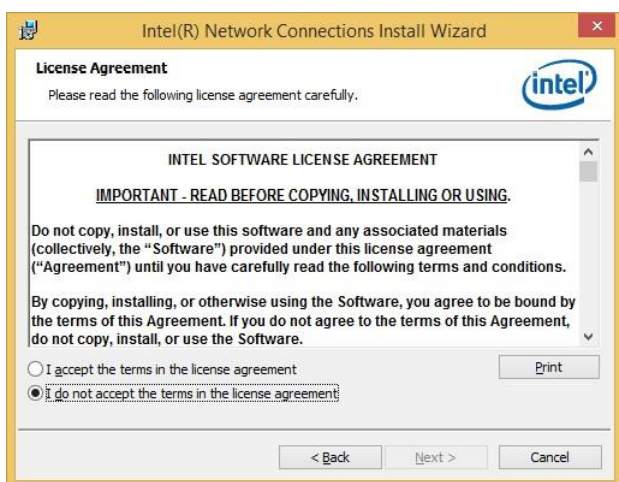 Intel(R) Network Connections Install Wizard
License Agreement
Please read the following license agreement carefully.
intel
INTEL SOFTWARE LICENSE AGREEMENT
IMPORTANT - READ BEFORE COPYING, INSTALLING OR USING.
Do not copy, install, or use this software and any associated materials
(collectively, the “Software”) provided under this license agreement
(“Agreement”) until you have carefully read the following terms and conditions.
By copying, installing, or otherwise using the Software, you agree to be bound by
the terms of this Agreement. If you do not agree to the terms of this Agreement,
do not copy, install, or use the Software.
I accept the terms in the license agreement
Print
I do not accept the terms in the license agreement
< Back
Next >
Cancel